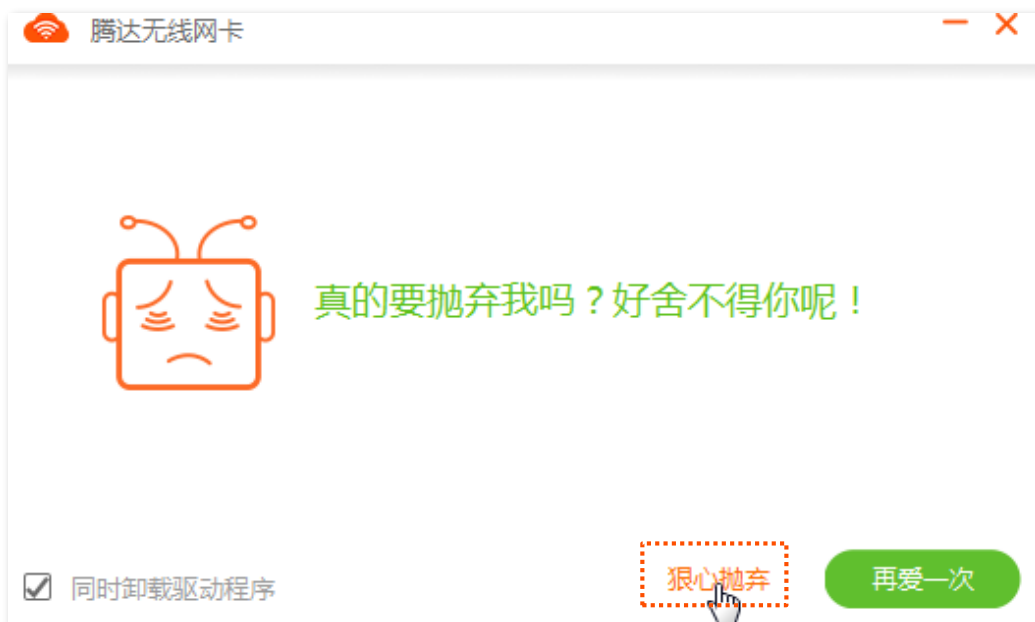 腾达无线网卡
真的要抛弃我吗？好舍不得你呢！
同时卸载驱动程序
狠心抛弃
再爱一次